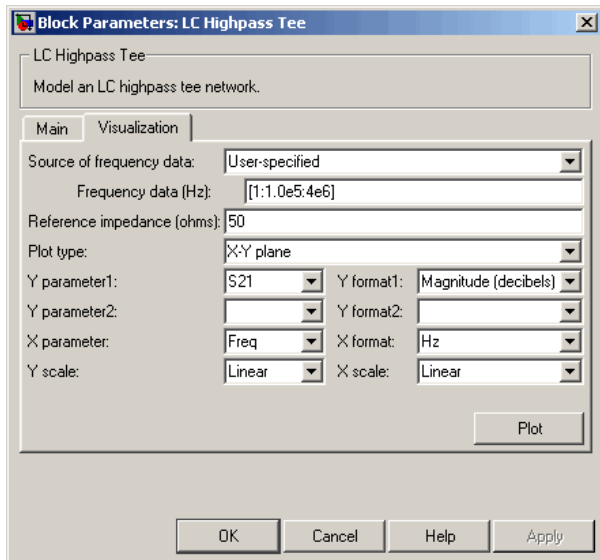 Block Parameters: LC Highpass Tee
LC Highpass Tee
Model an LC highpass tee network.
Main Visualization
Source of frequency data: User-specified
Frequency data (Hz): [1:1.0e5:4e6]
Reference impedance (ohms): 50
Plot type: X-Y plane
Y parameter1: S21 Y format1: Magnitude (decibels)
Y parameter2: Y format2:
X parameter: Freq X format: Hz
Y scale: Linear X scale: Linear
Plot
OK Cancel Help Apply